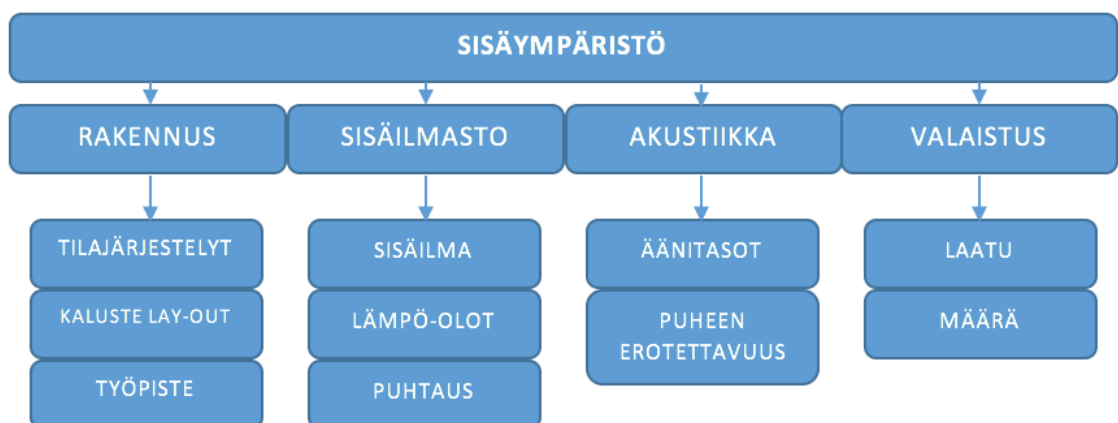 SISÄYMPÄRISTÖ
RAKENNUS
SISÄILMASTO
AKUSTIIKKA
VALAISTUS
TILAJÄRJESTELYT
KALUSTE LAY-OUT
TYÖPISTE
SISÄILMA
LÄMPÖ-OLOT
PUHTAUS
ÄÄNITASOT
PUHEEN
EROTETTAVUUS
LAATU
MÄÄRÄ